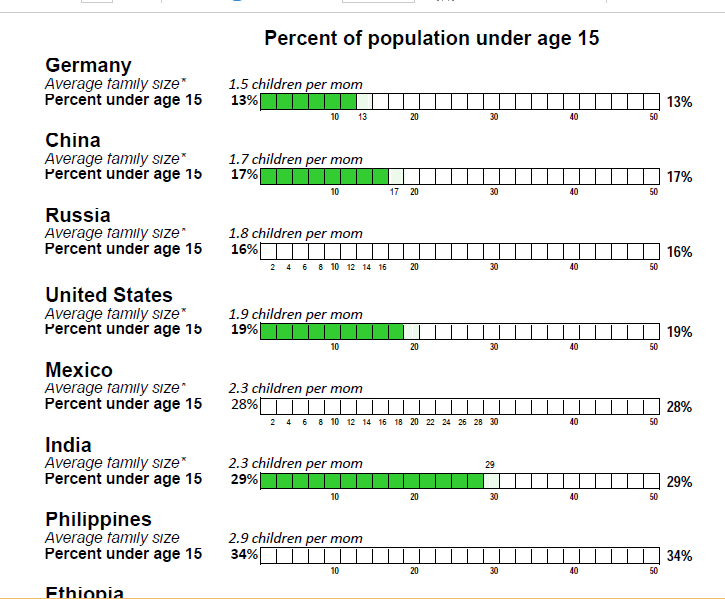 Percent of population under age 15
Germany
Average family size* 1.5 children per mom
Percent under age 15 13% 13%
10 13 20 30 40 50
China
Average family size* 1.7 children per mom
Percent under age 15 17% 17%
10 17 20 30 40 50
Russia
Average family size* 1.8 children per mom
Percent under age 15 16% 16%
2 4 6 8 10 12 14 16 20 30 40 50
United States
Average family size* 1.9 children per mom
Percent under age 15 19% 19%
10 20 30 40 50
Mexico
Average family size* 2.3 children per mom
Percent under age 15 28% 28%
2 4 6 8 10 12 14 16 18 20 22 24 26 28 30 40 50
India
Average family size* 2.3 children per mom 29
Percent under age 15 29% 29%
10 20 30 40 50
Philippines
Average family size 2.9 children per mom
Percent under age 15 34% 34%
10 20 30 40 50
Ethiopia